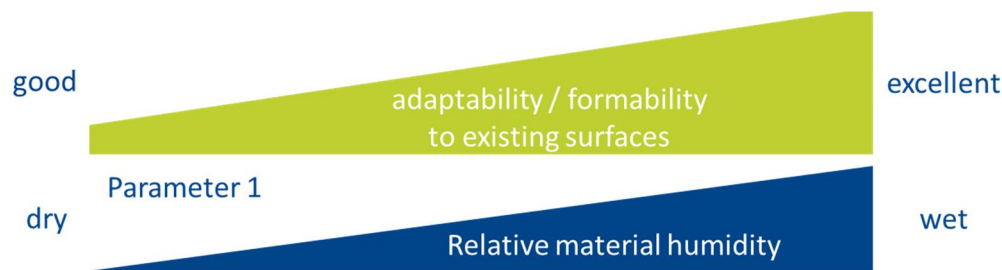 good
adaptability / formability
to existing surfaces
excellent
Parameter 1
dry
Relative material humidity
wet